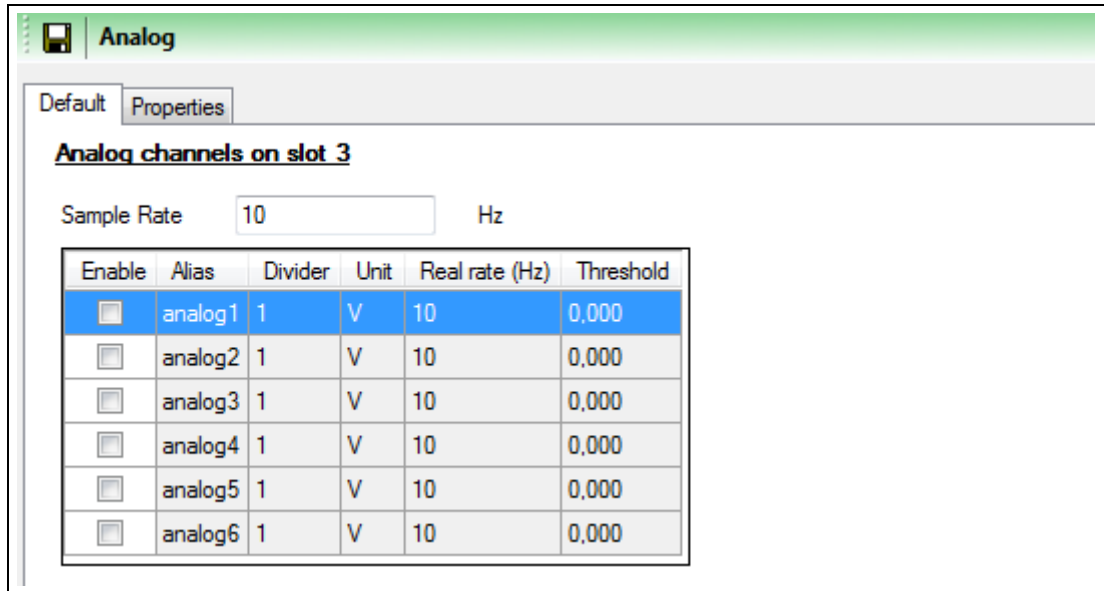 Analog
Default Properties
Analog channels on slot 3
Sample Rate 10 Hz
Enable Alias Divider Unit Real rate (Hz) Threshold
analog1 1 V 10 0,000
analog2 1 V 10 0,000
analog3 1 V 10 0,000
analog4 1 V 10 0,000
analog5 1 V 10 0,000
analog6 1 V 10 0,000